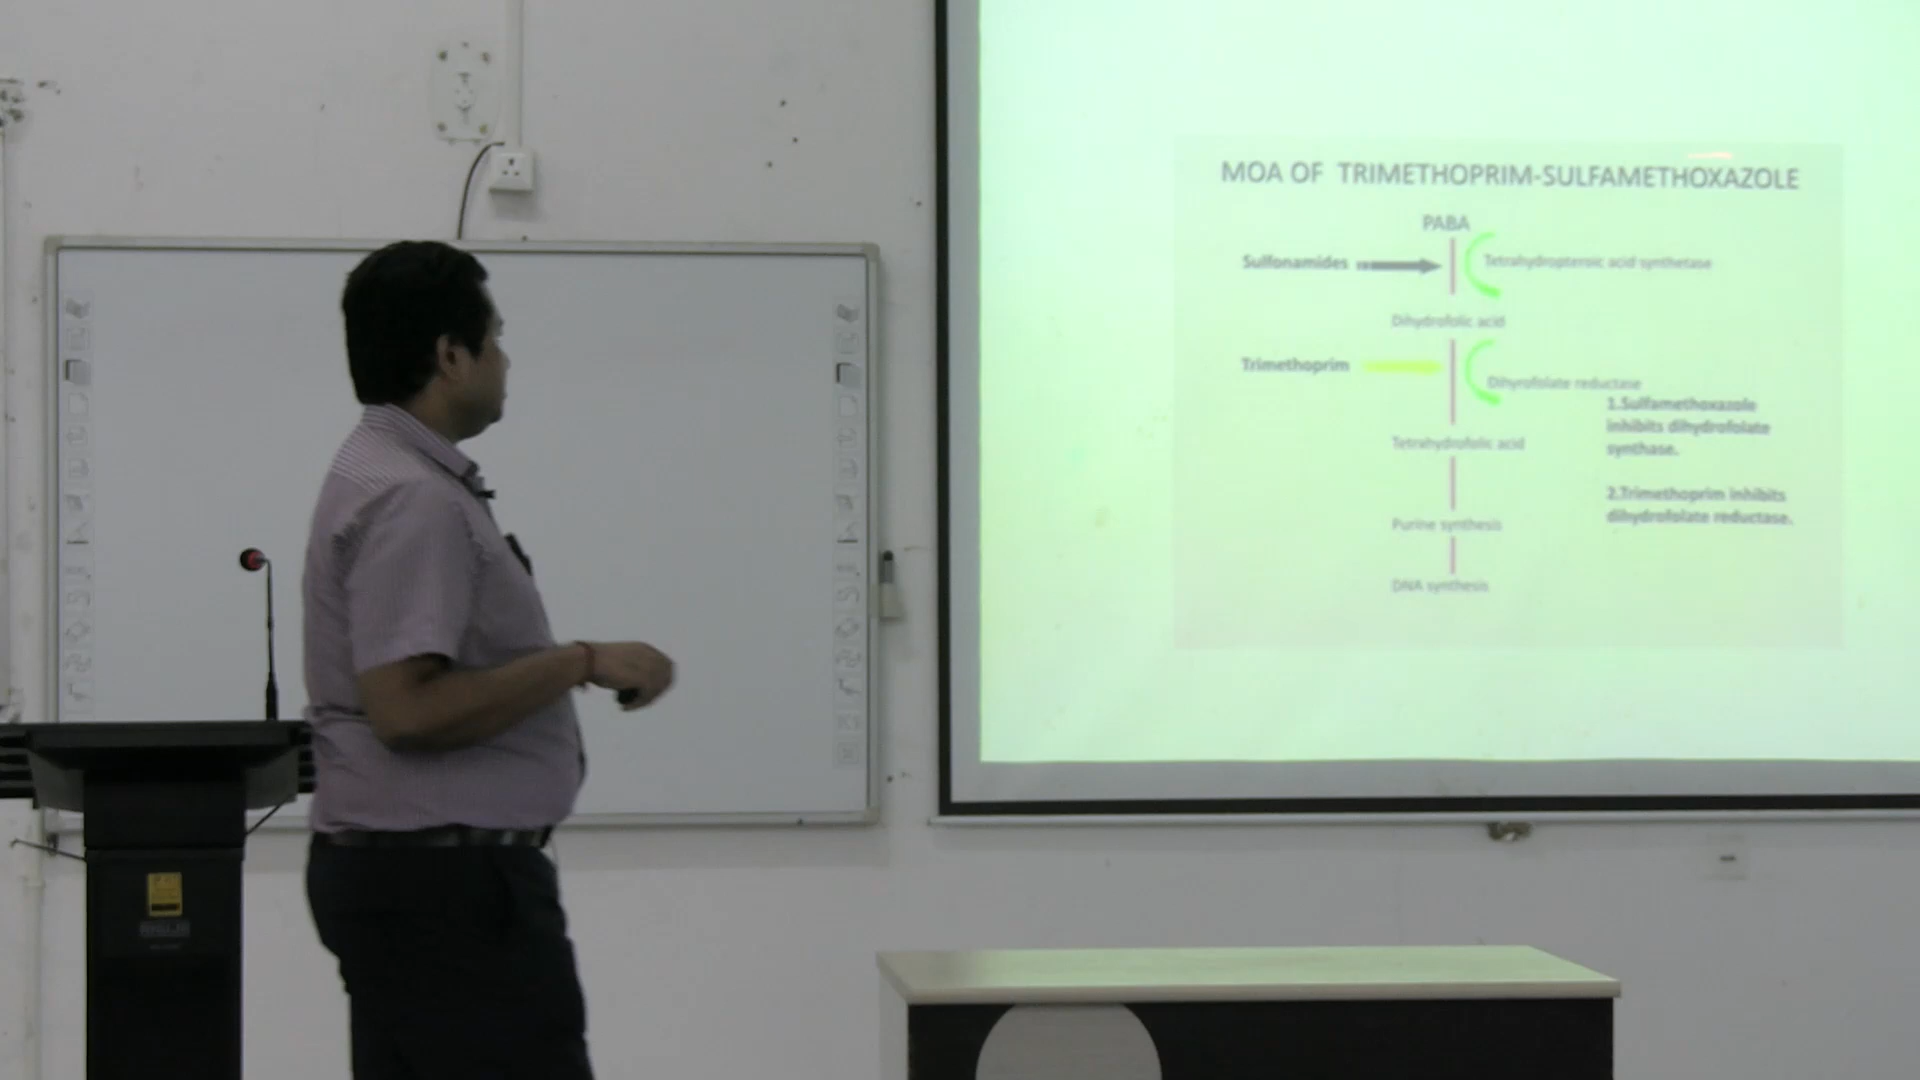 MOA OF TRIMETHOPRIM-SULFAMETHOXAZOLE
PABA
Sulfonamides
Tetrahydropteroic acid synthetase
Dihydrofolic acid
Trimethoprim
Dihyrofolate reductase
1.Sulfamethoxazole
inhibits dihydrofolate
synthase.
Tetrahydrofolic acid
2.Trimethoprim inhibits
dihydrofolate reductase.
Purine synthesis
DNA synthesis